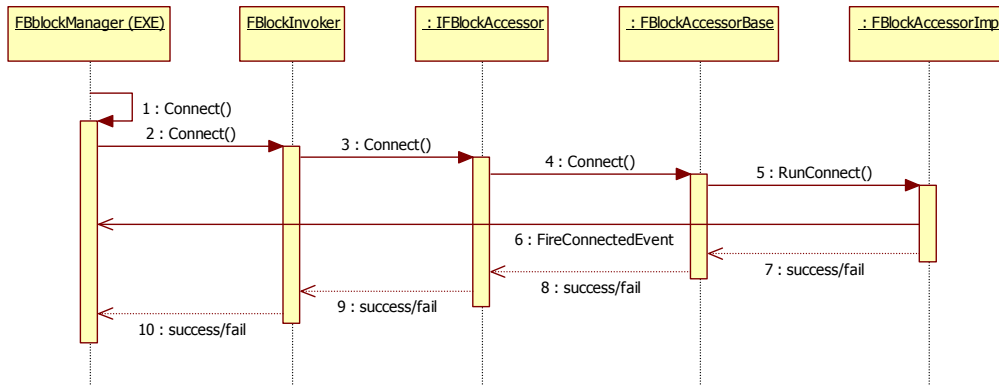 FBblockManager (EXE)
FBlockInvoker
: IFBlockAccessor
: FBlockAccessorBase
: FBlockAccessorImp
1 : Connect()
2 : Connect()
3 : Connect()
4 : Connect()
5 : RunConnect()
6 : FireConnectedEvent
7 : success/fail
8 : success/fail
9 : success/fail
10 : success/fail